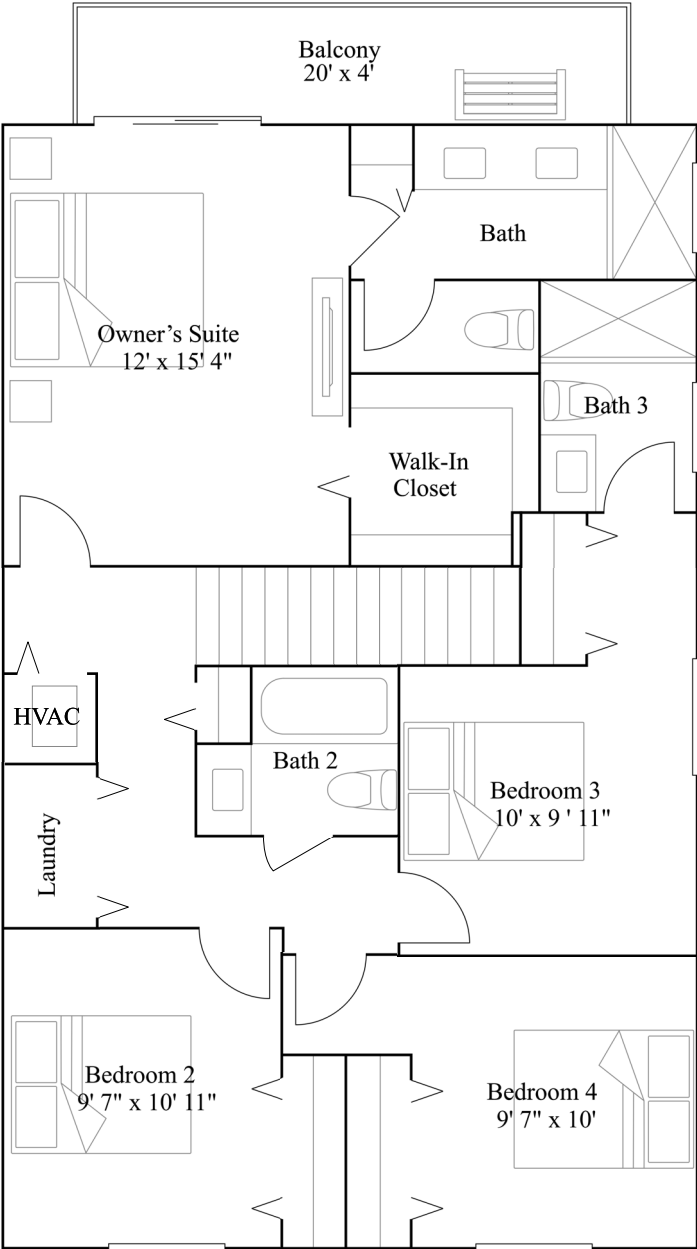 Balcony
20' x 4'
Bath
Owner's Suite
12' x 15' 4"
Bath 3
Walk-In
Closet
HVAC
Bath 2
Bedroom 3
10' x 9 ' 11"
Laundry
Bedroom 2
9' 7" x 10' 11"
Bedroom 4
9' 7" x 10'